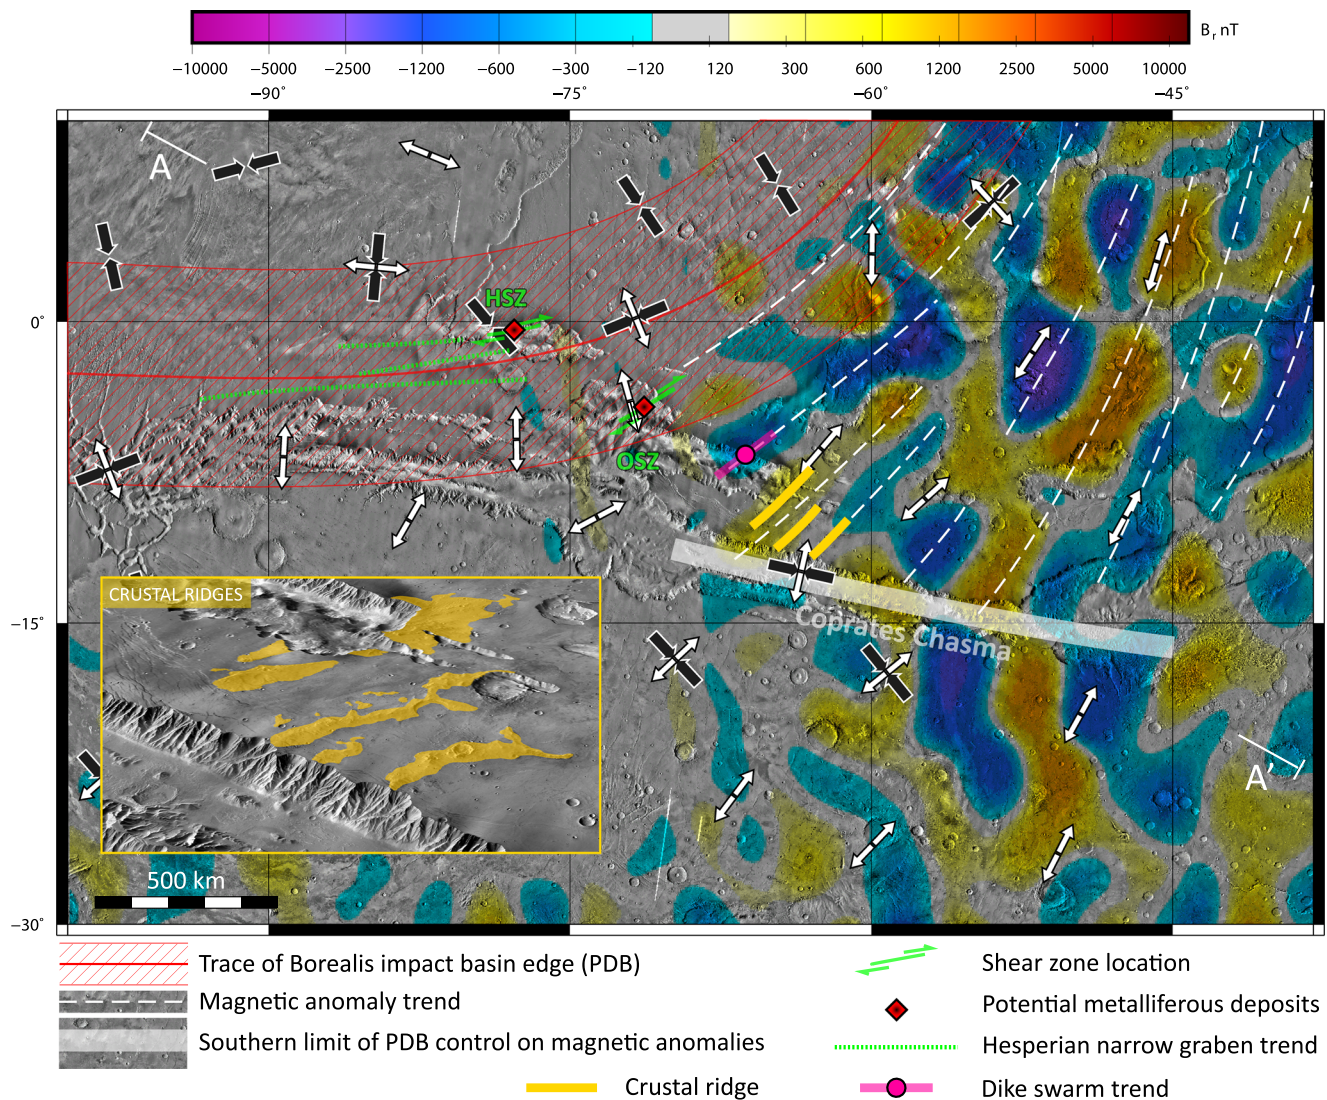 B r nT
−10000 −5000 −2500 −1200 −600 −300 −120 120 300 600 1200 2500 5000 10000
−90° −75° −60° −45°
A
HSZ
0°
OSZ
CRUSTAL RIDGES
−15°
Coprates Chasma
A'
500 km
−30°
Trace of Borealis impact basin edge (PDB)
Shear zone location
Magnetic anomaly trend
Potential metalliferous deposits
Southern limit of PDB control on magnetic anomalies
Hesperian narrow graben trend
Crustal ridge
Dike swarm trend